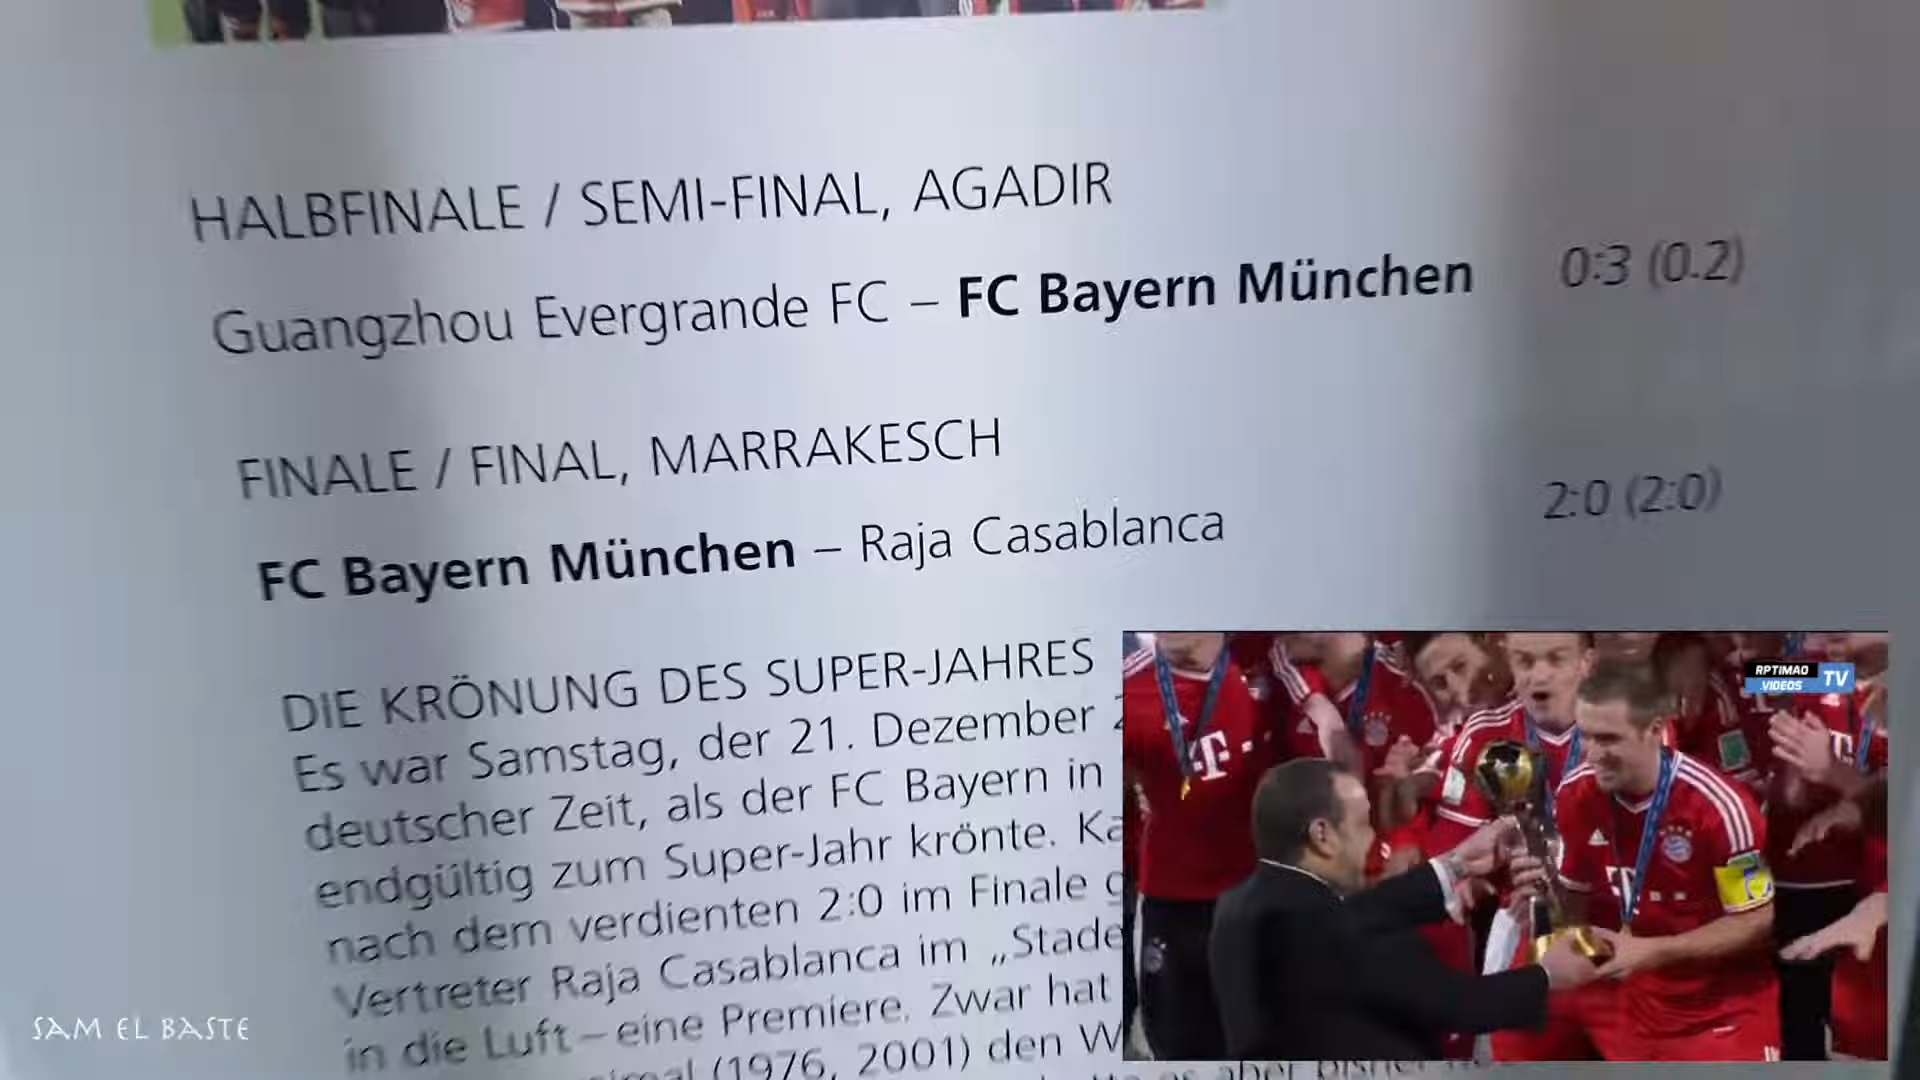 HALBFINALE / SEMI-FINAL, AGADIR
Guangzhou Evergrande FC – FC Bayern München 0:3 (0.2)
FINALE / FINAL, MARRAKESCH
FC Bayern München – Raja Casablanca 2:0 (2:0)
DIE KRÖNUNG DES SUPER-JAHRES
Es war Samstag, der 21. Dezember
deutscher Zeit, als der FC Bayern in
endgültig zum Super-Jahr krönte.
nach dem verdienten 2:0 im Finale
Vertreter Raja Casablanca im „Stade
in die Luft – eine Premiere. Zwar hat
(1976, 2001) den
RPTIMAO
.VIDEOS TV
SAM EL BASTE